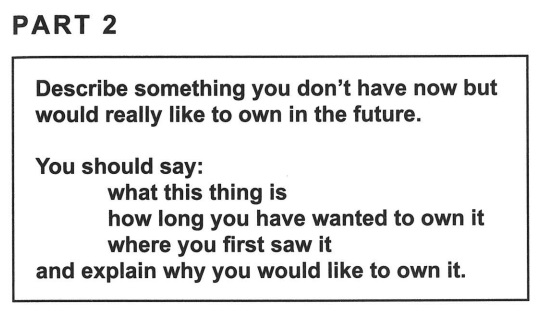 PART 2
Describe something you don't have now but
would really like to own in the future.
You should say:
what this thing is
how long you have wanted to own it
where you first saw it
and explain why you would like to own it.